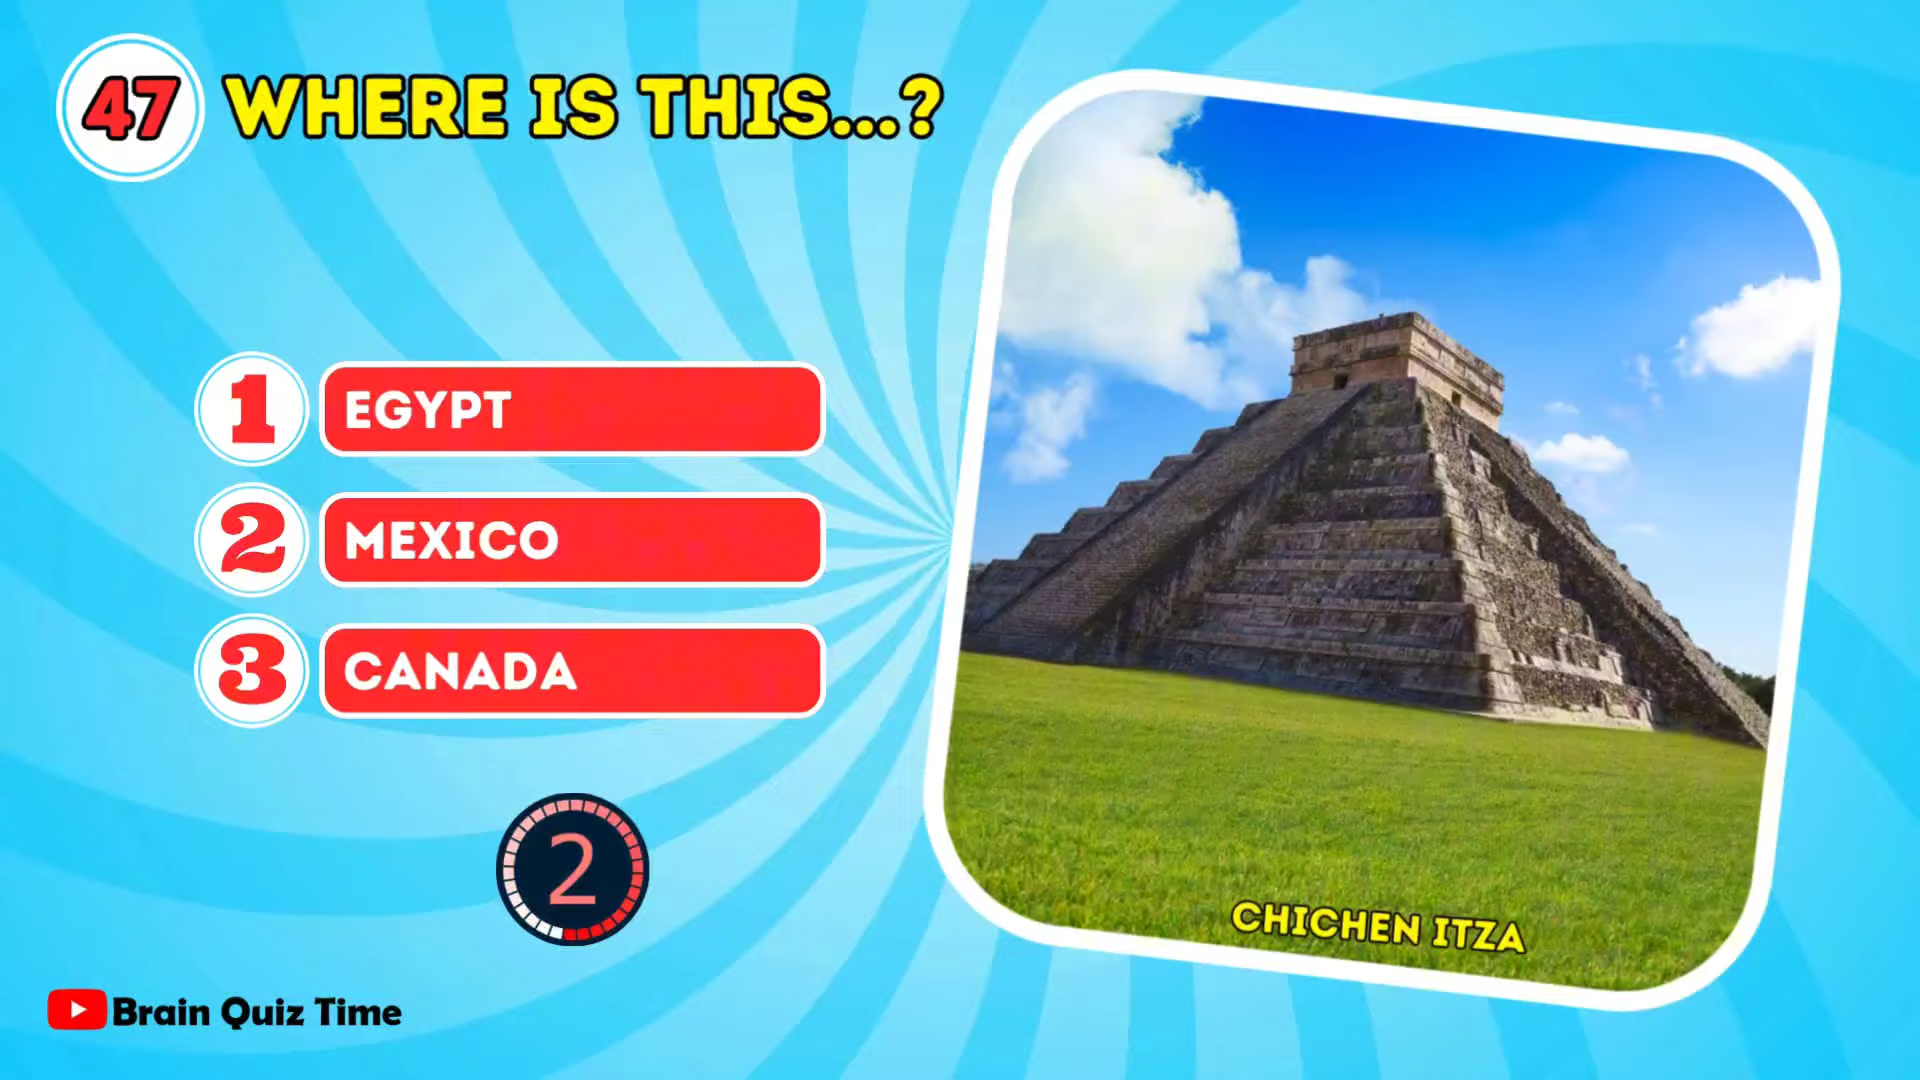 47 WHERE IS THIS...?
1 EGYPT
2 MEXICO
3 CANADA
2
CHICHEN ITZA
Brain Quiz Time